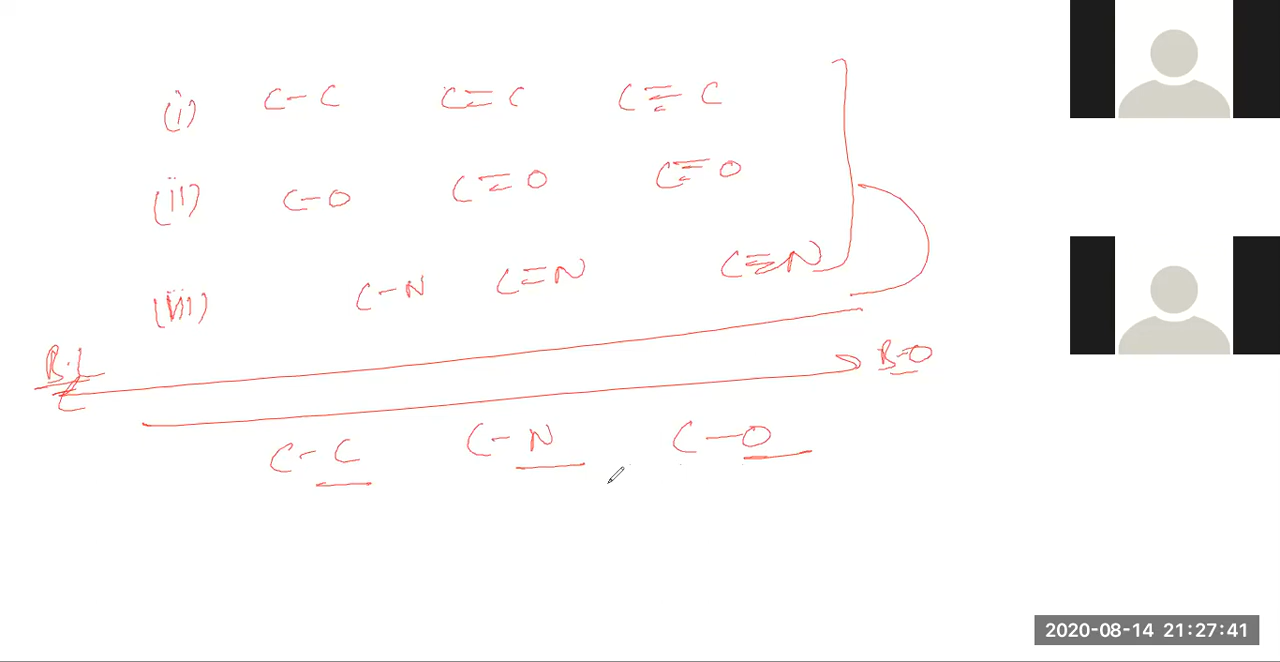 (i) C-C C=C C≡C
(ii) C-O C=O C≡O
(iii) C-N C=N C≡N
B.L B-O
C-C C-N C-O
2020-08-14 21:27:41